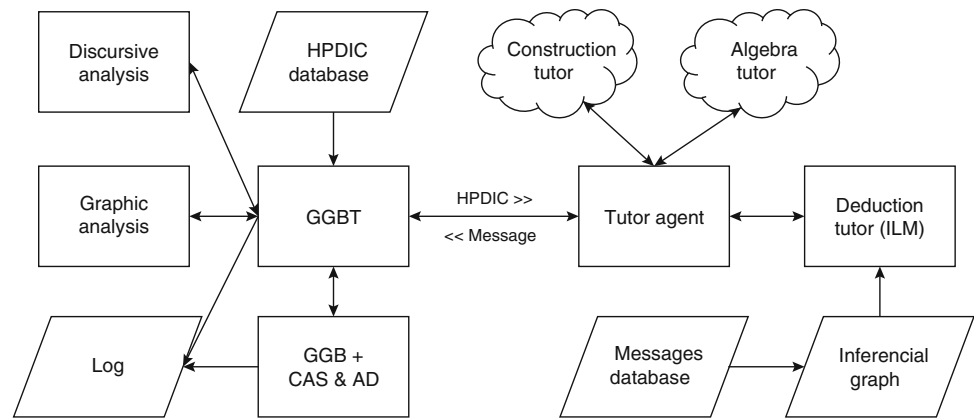 Discursive
analysis
HPDIC
database
Construction
tutor
Algebra
tutor
Graphic
analysis
GGBT
HPDIC >>
<< Message
Tutor agent
Deduction
tutor (ILM)
Log
GGB +
CAS & AD
Messages
database
Inferencial
graph